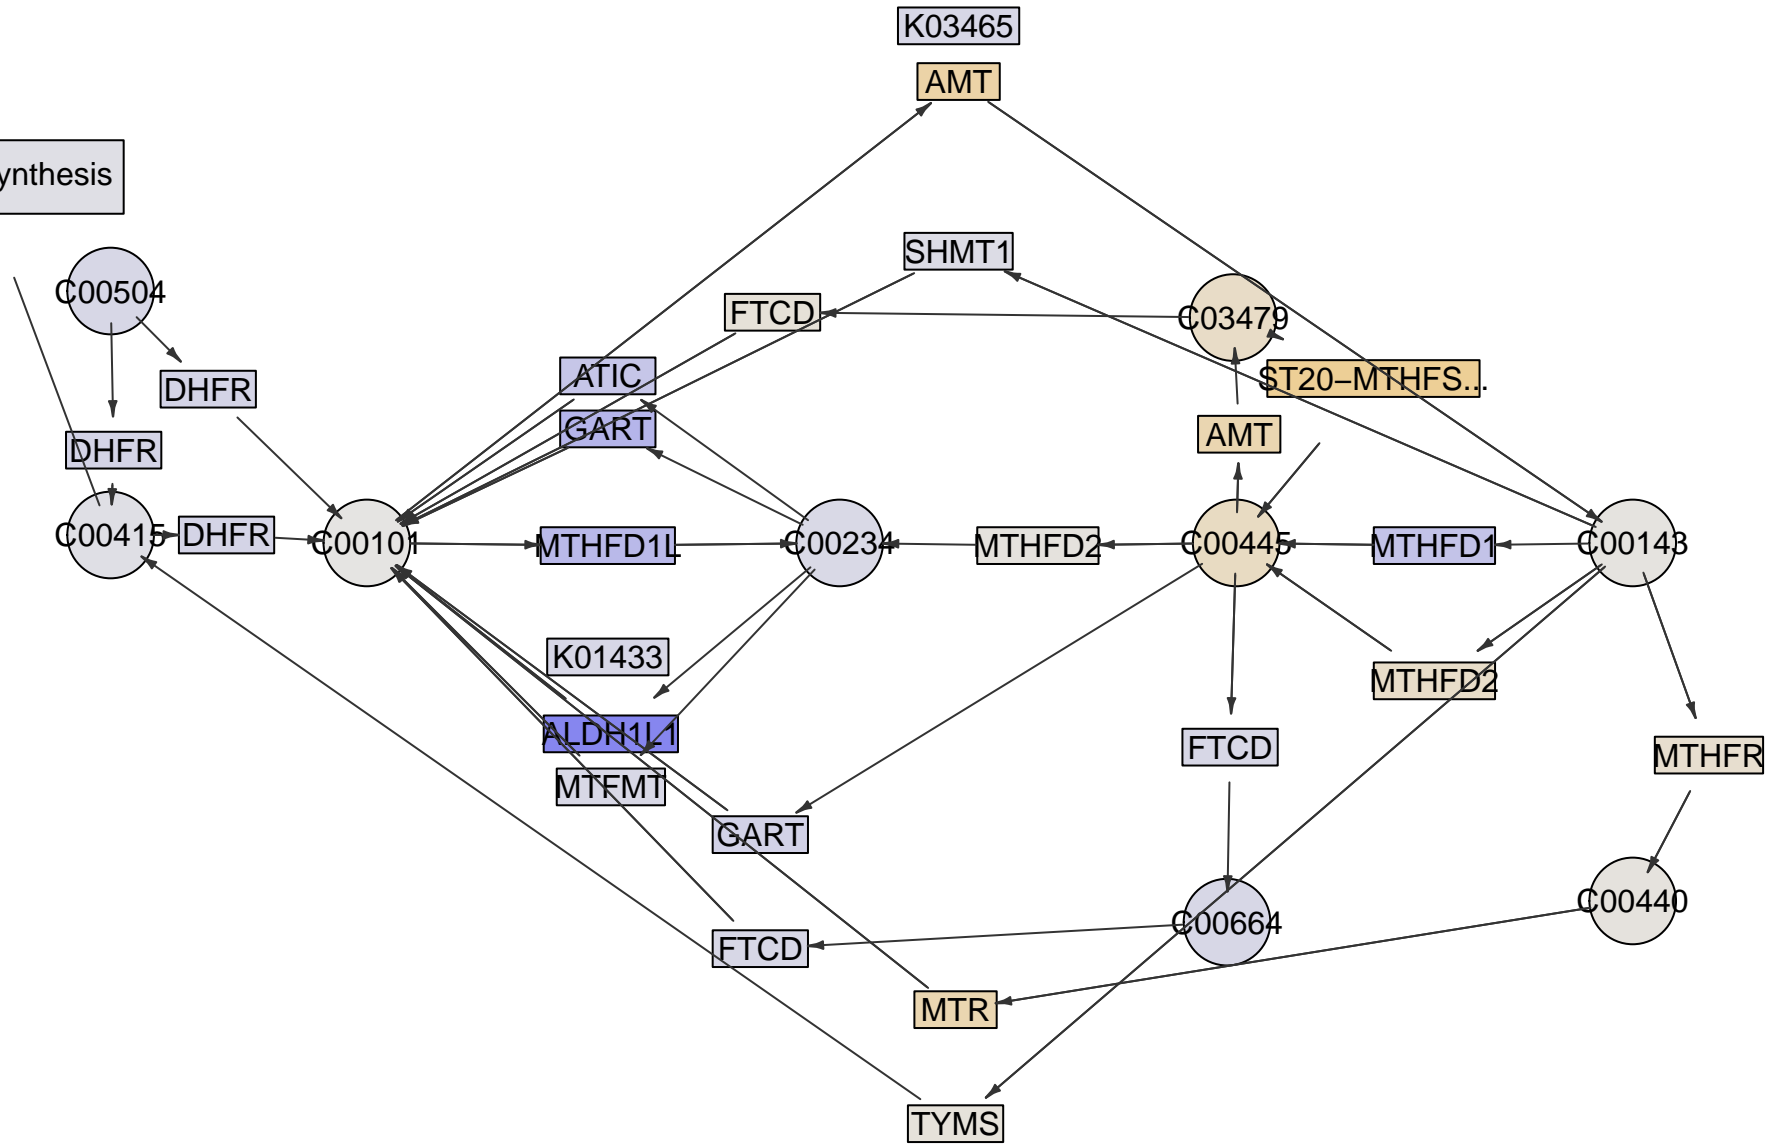 K03465
AMT
ynthesis
SHMT1
C00504
FTCD
C03479
ATIC
ST20−MTHFS...
DHFR
GART
AMT
DHFR
C00415
DHFR
C00101
MTHFD1L
C00234
MTHFD2
C00445
MTHFD1
C00143
K01433
MTHFD2
ALDH1L1
FTCD
MTHFR
MTFMT
GART
C00440
C00664
FTCD
MTR
TYMS